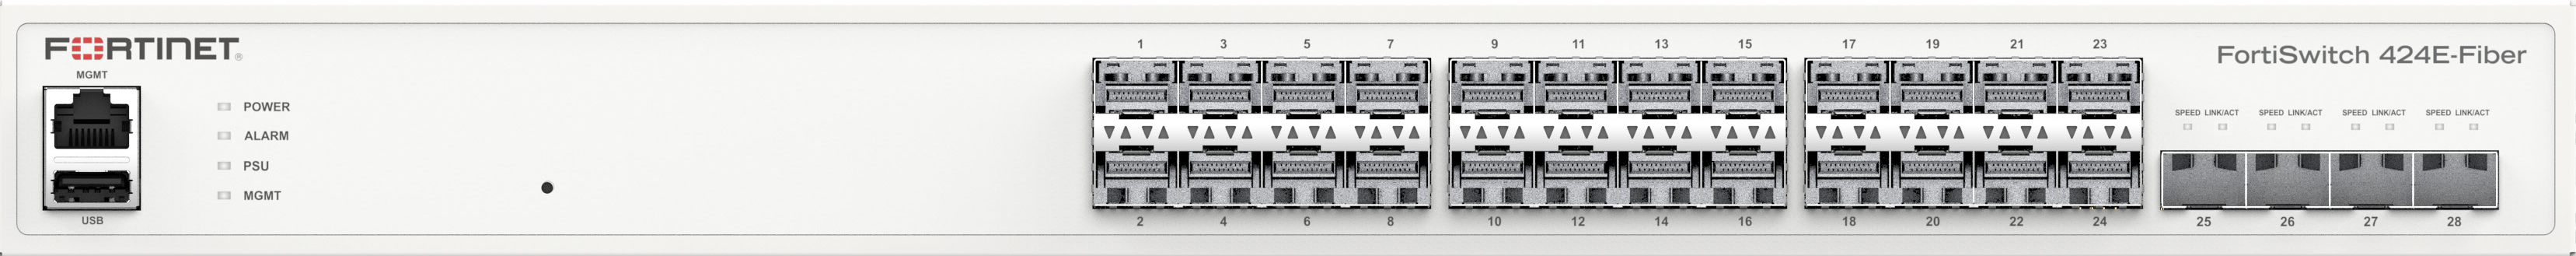 FORTINET®
MGMT
USB
POWER
ALARM
PSU
MGMT
1 3 5 7 9 11 13 15 17 19 21 23
2 4 6 8 10 12 14 16 18 20 22 24
FortiSwitch 424E-Fiber
SPEED LINK/ACT SPEED LINK/ACT SPEED LINK/ACT SPEED LINK/ACT
25 26 27 28